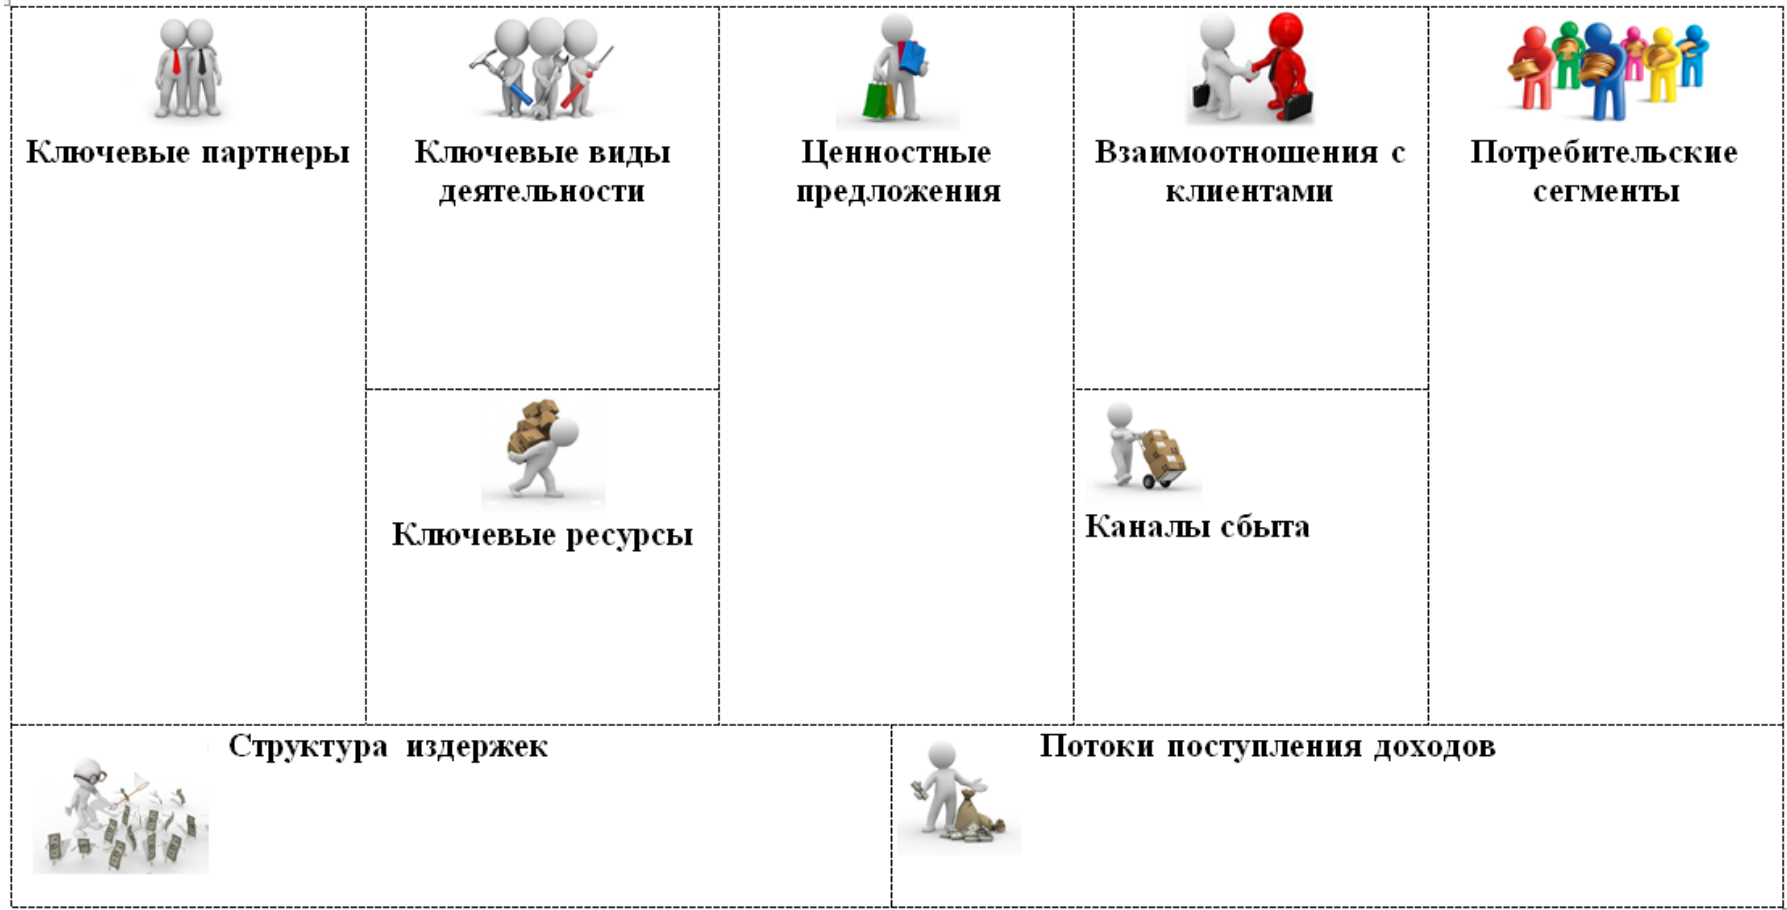 Ключевые партнеры
Ключевые виды
деятельности
Ключевые ресурсы
Ценностные
предложения
Взаимоотношения с
клиентами
Каналы сбыта
Потребительские
сегменты
Структура издержек
Потоки поступления доходов